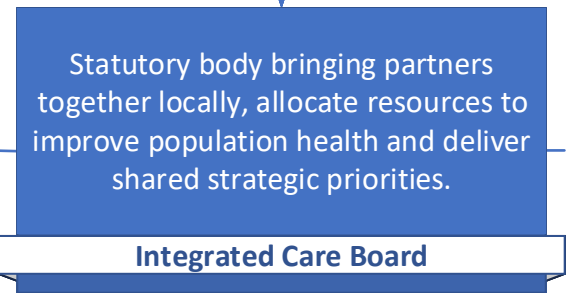 Statutory body bringing partners
together locally, allocate resources to
improve population health and deliver
shared strategic priorities.
Integrated Care Board